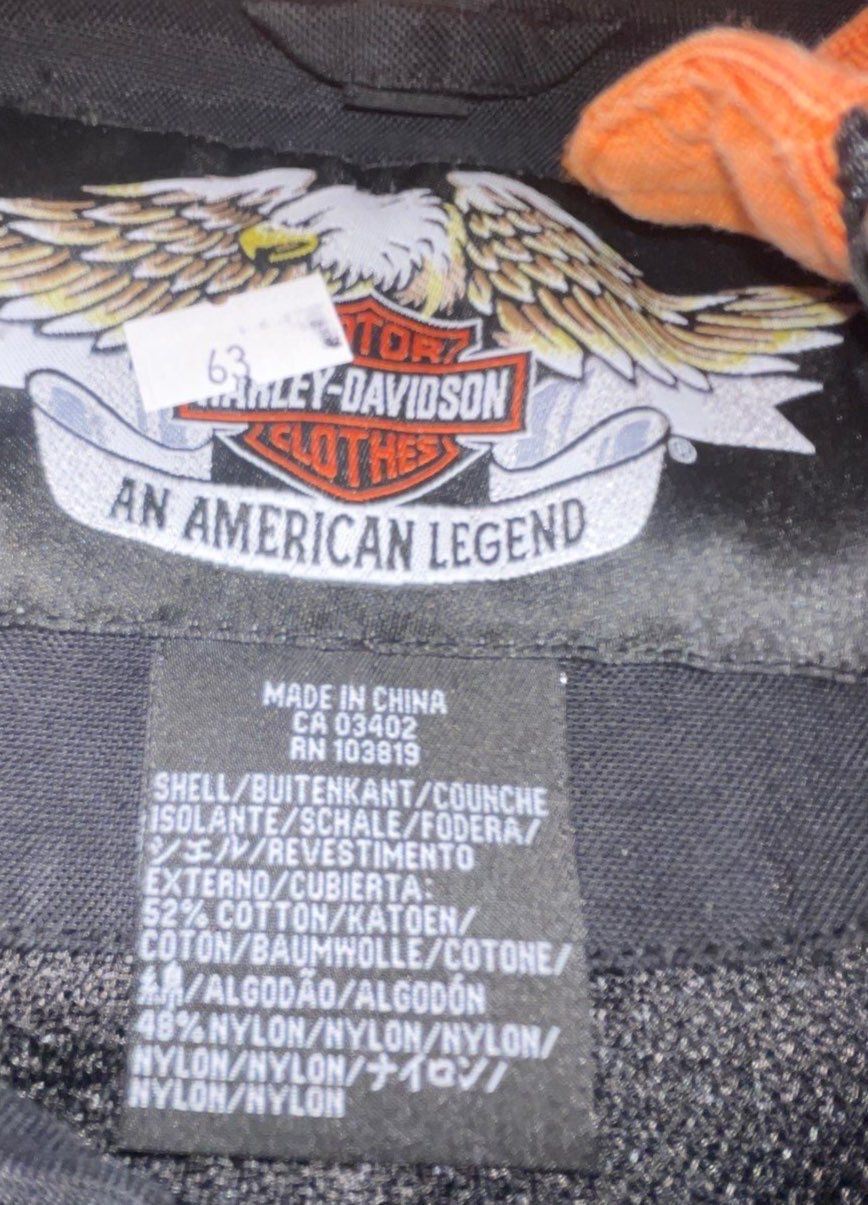 63
MOTOR
HARLEY-DAVIDSON
CLOTHES
®
AN AMERICAN LEGEND
MADE IN CHINA
CA 03402
RN 103819
SHELL/BUITENKANT/COUNCHE
ISOLANTE/SCHALE/FODERA/
シェル/REVESTIMENTO
EXTERNO/CUBIERTA:
52% COTTON/KATOEN/
COTON/BAUMWOLLE/COTONE/
綿/ALGODÃO/ALGODÓN
48%NYLON/NYLON/NYLON/
NYLON/NYLON/ナイロン/
NYLON/NYLON